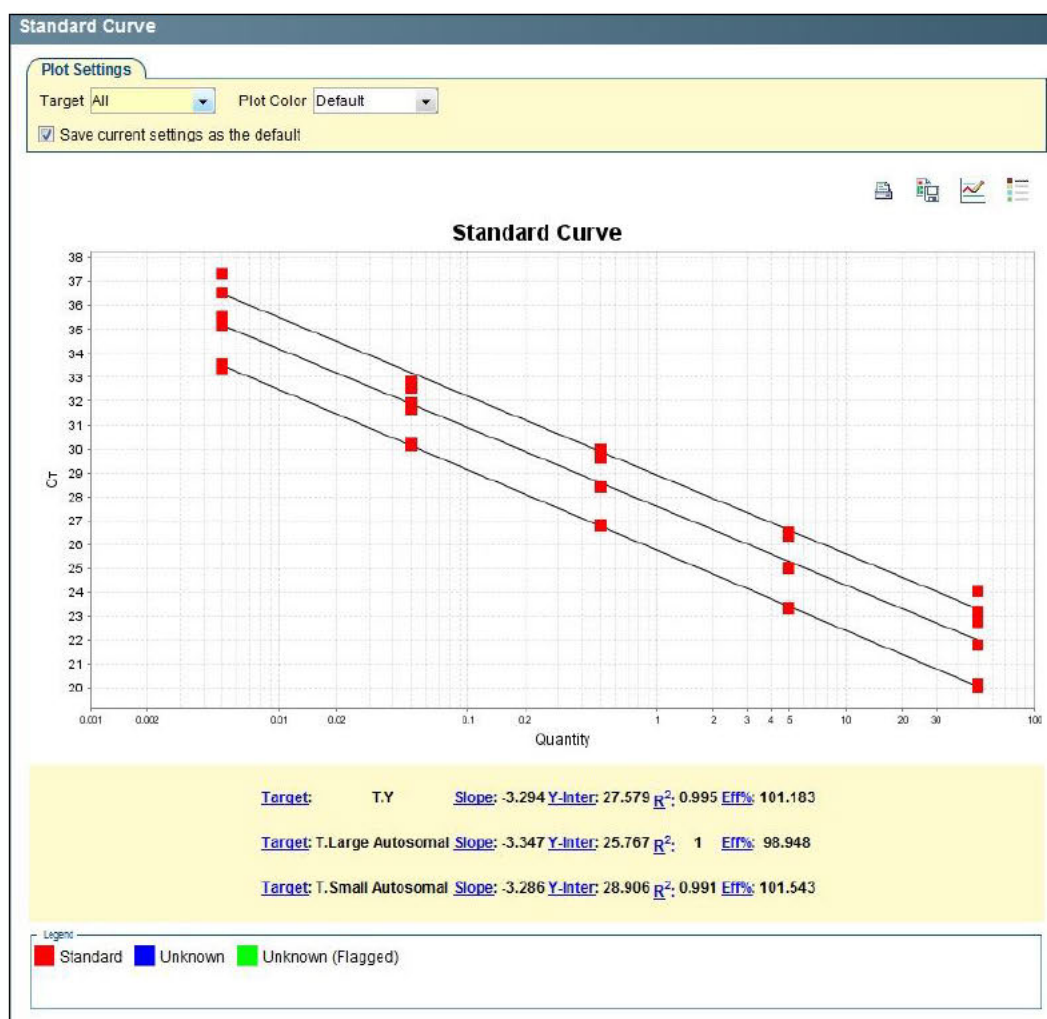 Standard Curve
Plot Settings
Target All Plot Color Default
Save current settings as the default
Standard Curve
38
37
36
35
34
33
32
31
30
29
28
27
26
25
24
23
22
21
20
CT
0.001 0.002 0.01 0.02 0.1 0.2 1 2 3 4 5 10 20 30 100
Quantity
Target: T.Y Slope: -3.294 Y-Inter: 27.579 R²: 0.995 Eff%: 101.183
Target: T.Large Autosomal Slope: -3.347 Y-Inter: 25.767 R²: 1 Eff%: 98.948
Target: T.Small Autosomal Slope: -3.286 Y-Inter: 28.906 R²: 0.991 Eff%: 101.543
Legend
Standard Unknown Unknown (Flagged)